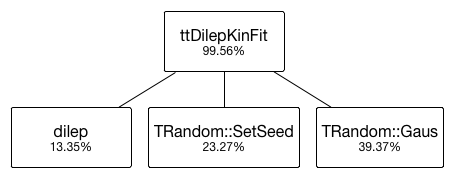 ttDilepKinFit
99.56%
dilep
13.35%
TRandom::SetSeed
23.27%
TRandom::Gaus
39.37%